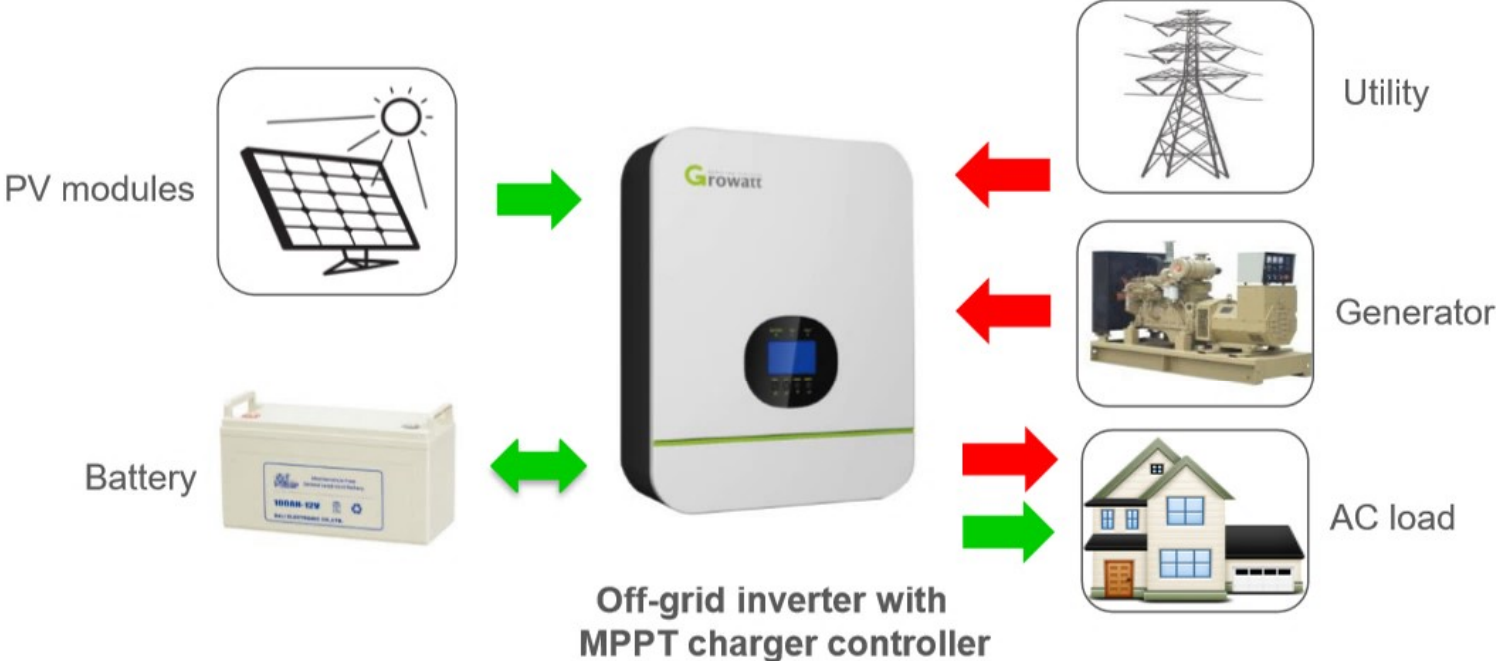 PV modules
Battery
100AH-12V
Growatt
Off-grid inverter with
MPPT charger controller
Utility
Generator
AC load